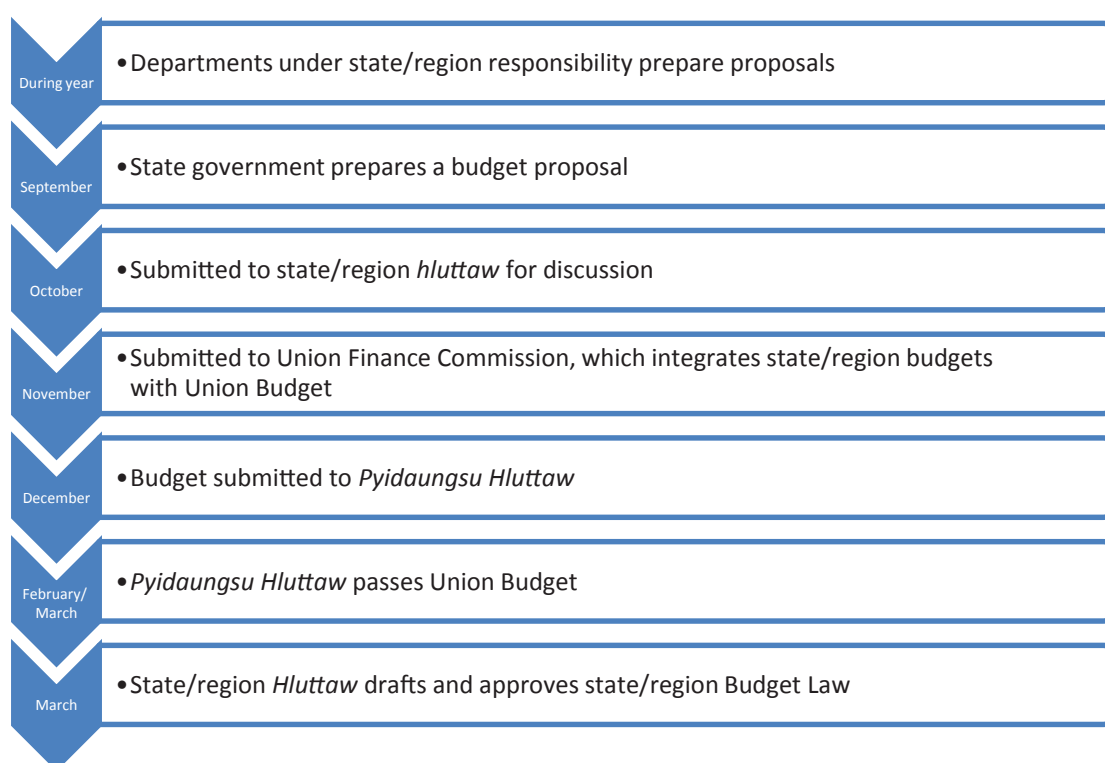 During year
•Departments under state/region responsibility prepare proposals
September
•State government prepares a budget proposal
October
•Submitted to state/region hluttaw for discussion
November
•Submitted to Union Finance Commission, which integrates state/region budgets
with Union Budget
December
•Budget submitted to Pyidaungsu Hluttaw
February/
March
•Pyidaungsu Hluttaw passes Union Budget
March
•State/region Hluttaw drafts and approves state/region Budget Law